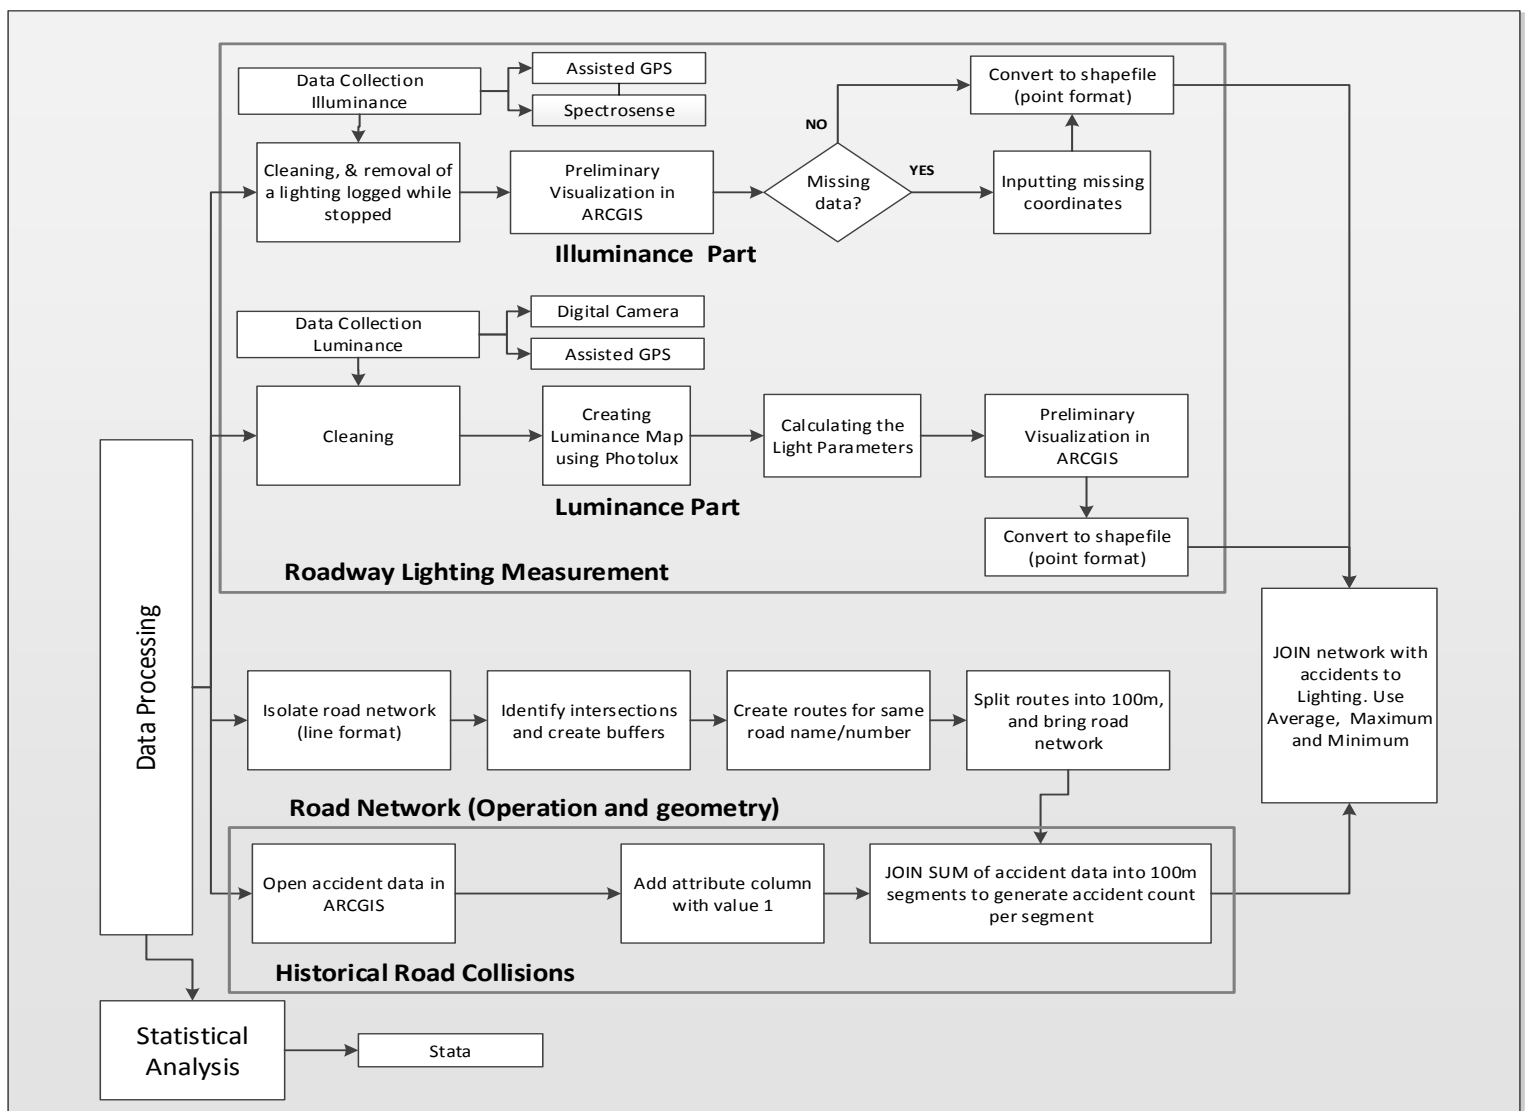 Data Collection
Illuminance
Assisted GPS
Spectrosense
Convert to shapefile
(point format)
NO
Cleaning, & removal of
a lighting logged while
stopped
Preliminary
Visualization in
ARCGIS
Missing
data?
YES
Inputting missing
coordinates
Illuminance Part
Data Collection
Luminance
Digital Camera
Assisted GPS
Cleaning
Creating
Luminance Map
using Photolux
Calculating the
Light Parameters
Preliminary
Visualization in
ARCGIS
Luminance Part
Convert to shapefile
(point format)
Roadway Lighting Measurement
Data Processing
JOIN network with
accidents to
Lighting. Use
Average, Maximum
and Minimum
Isolate road network
(line format)
Identify intersections
and create buffers
Create routes for same
road name/number
Split routes into 100m,
and bring road
network
Road Network (Operation and geometry)
Open accident data in
ARCGIS
Add attribute column
with value 1
JOIN SUM of accident data into 100m
segments to generate accident count
per segment
Historical Road Collisions
Statistical
Analysis
Stata